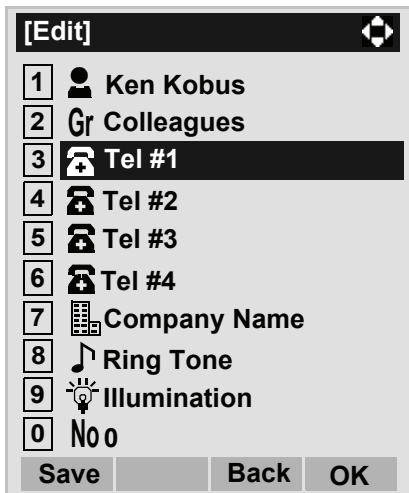 [Edit]
1 Ken Kobus
2 Gr Colleagues
3 Tel #1
4 Tel #2
5 Tel #3
6 Tel #4
7 Company Name
8 Ring Tone
9 Illumination
0 No 0
Save Back OK